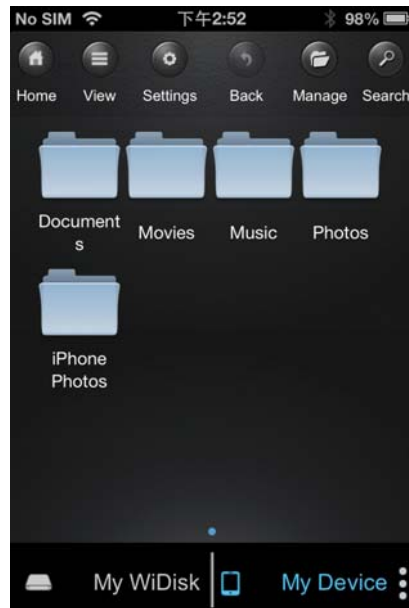 No SIM 下午2:52 98%
Home View Settings Back Manage Search
Document
s
Movies Music Photos
iPhone
Photos
My WiDisk My Device